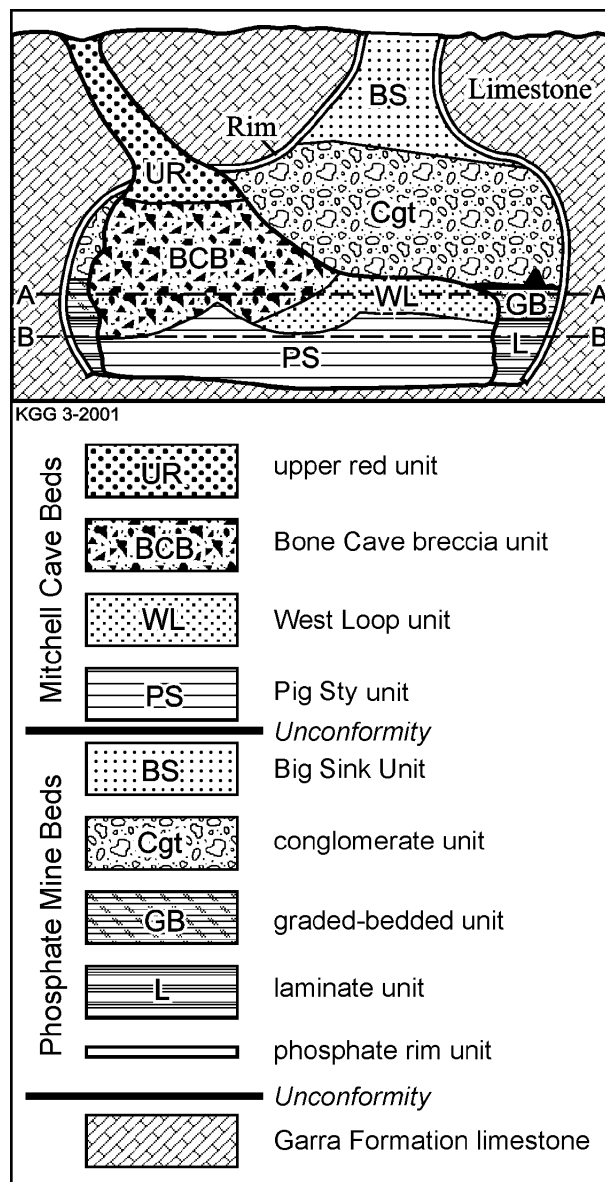 BS
Limestone
Rim
UR
Cgt
BCB
A WL GB A
B L B
PS
KGG 3-2001
Mitchell Cave Beds
UR upper red unit
BCB Bone Cave breccia unit
WL West Loop unit
PS Pig Sty unit
Unconformity
Phosphate Mine Beds
BS Big Sink Unit
Cgt conglomerate unit
GB graded-bedded unit
L laminate unit
phosphate rim unit
Unconformity
Garra Formation limestone